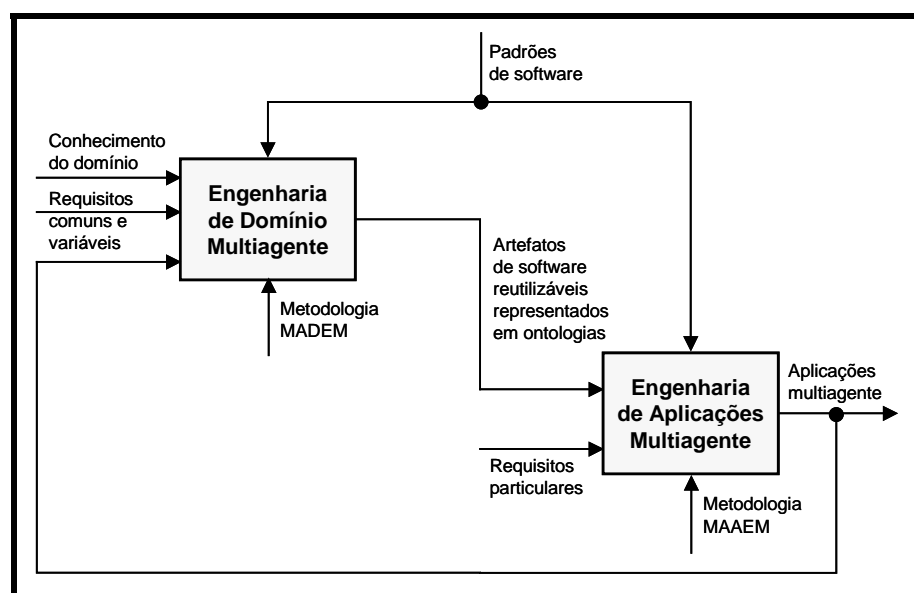 Padrões
de software
Conhecimento
do domínio
Requisitos
comuns e
variáveis
Engenharia
de Domínio
Multiagente
Metodologia
MADEM
Artefatos
de software
reutilizáveis
representados
em ontologias
Engenharia
de Aplicações
Multiagente
Aplicações
multiagente
Requisitos
particulares
Metodologia
MAAEM